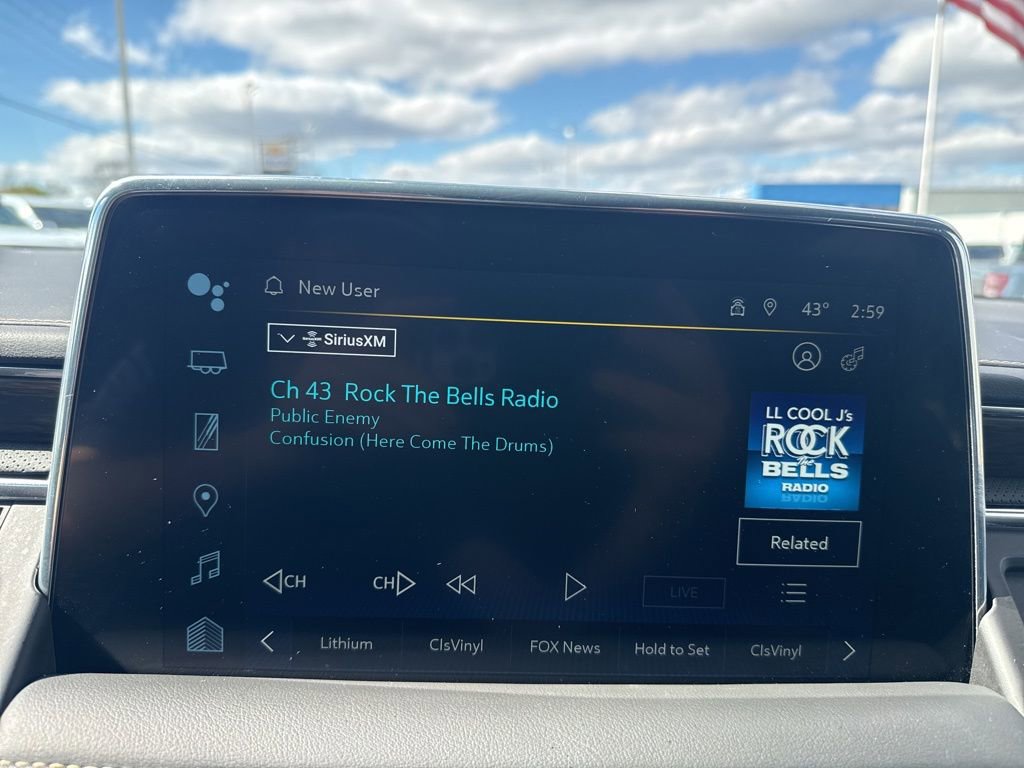 New User
43° 2:59
SiriusXM
Ch 43 Rock The Bells Radio
Public Enemy
Confusion (Here Come The Drums)
LL COOL J's
ROCK
the
BELLS
RADIO
Related
CH
CH
LIVE
Lithium ClsVinyl FOX News Hold to Set ClsVinyl